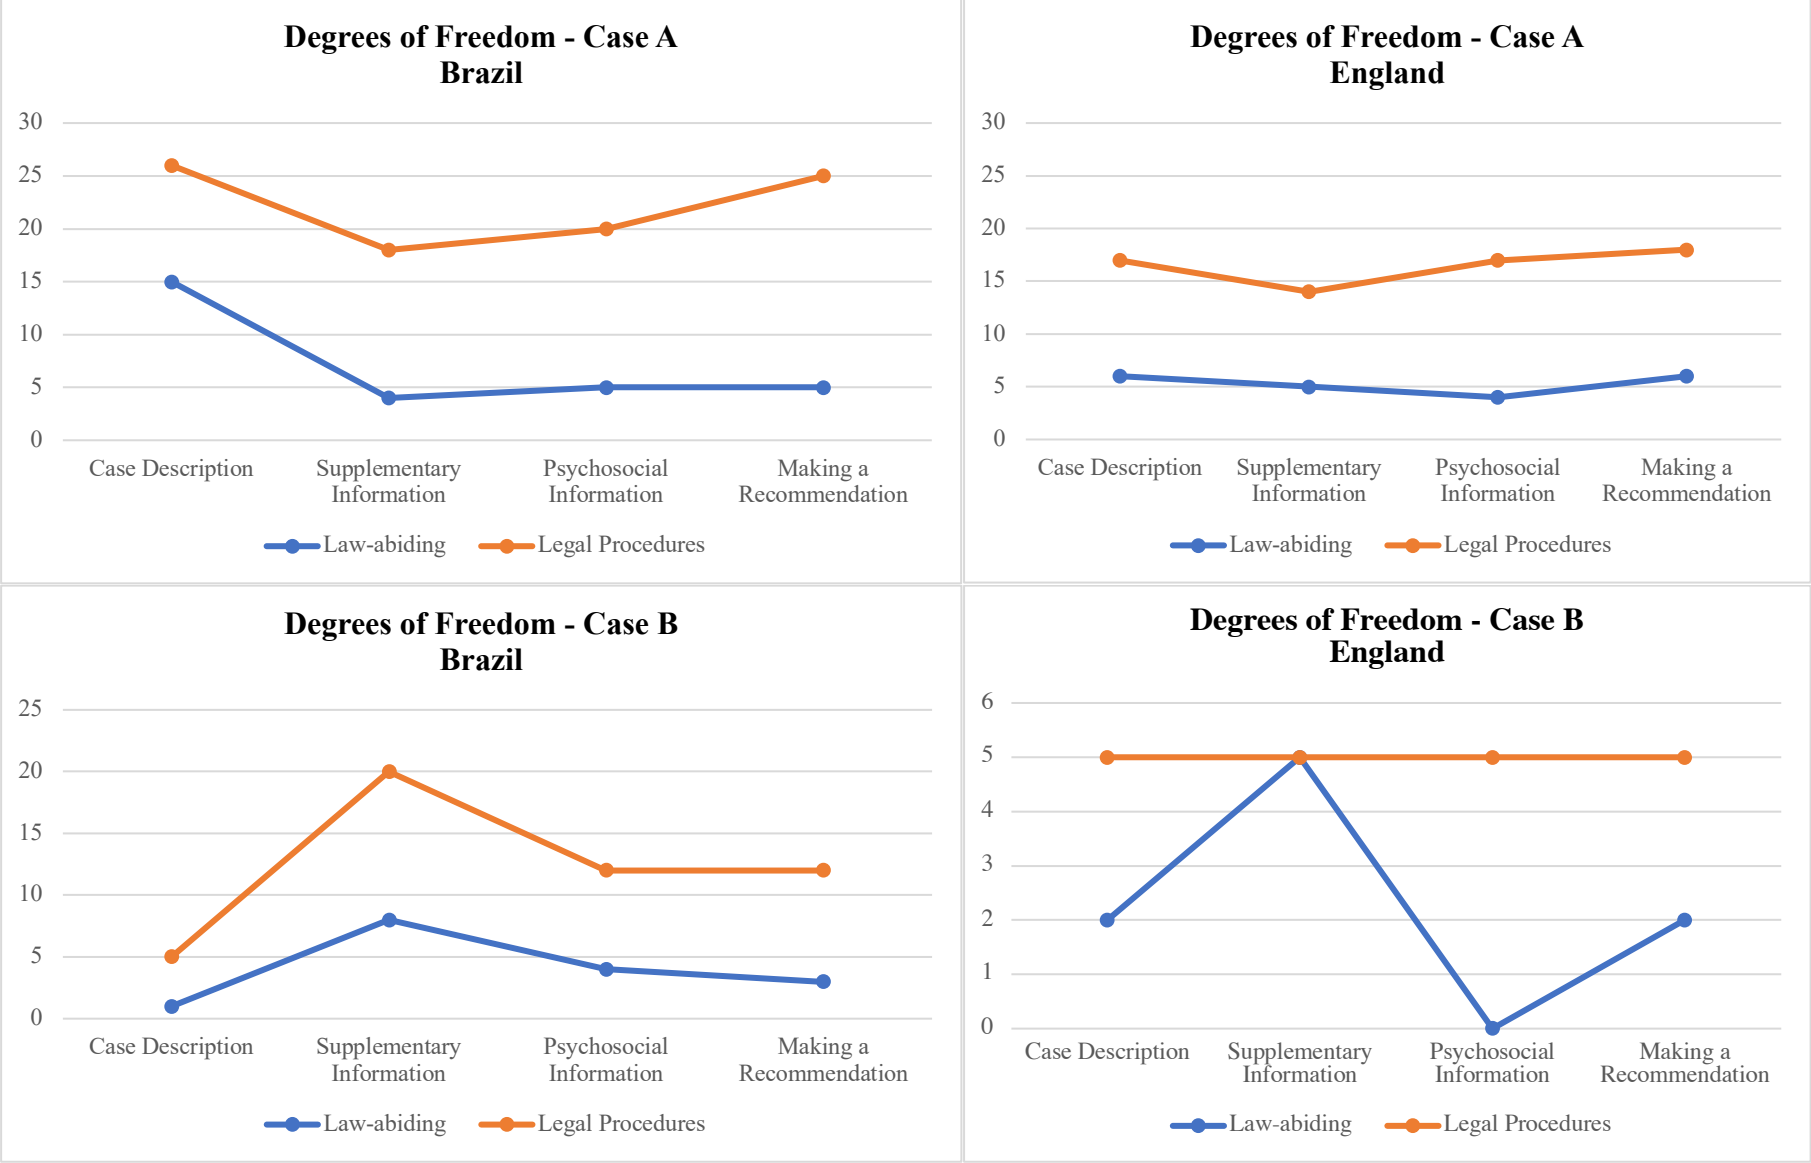 Degrees of Freedom - Case A
Brazil
30
25
20
15
10
5
0
Case Description
Supplementary
Information
Psychosocial
Information
Making a
Recommendation
Law-abiding
Legal Procedures
Degrees of Freedom - Case A
England
30
25
20
15
10
5
0
Case Description
Supplementary
Information
Psychosocial
Information
Making a
Recommendation
Law-abiding
Legal Procedures
Degrees of Freedom - Case B
Brazil
25
20
15
10
5
0
Case Description
Supplementary
Information
Psychosocial
Information
Making a
Recommendation
Law-abiding
Legal Procedures
Degrees of Freedom - Case B
England
6
5
4
3
2
1
0
Case Description
Supplementary
Information
Psychosocial
Information
Making a
Recommendation
Law-abiding
Legal Procedures